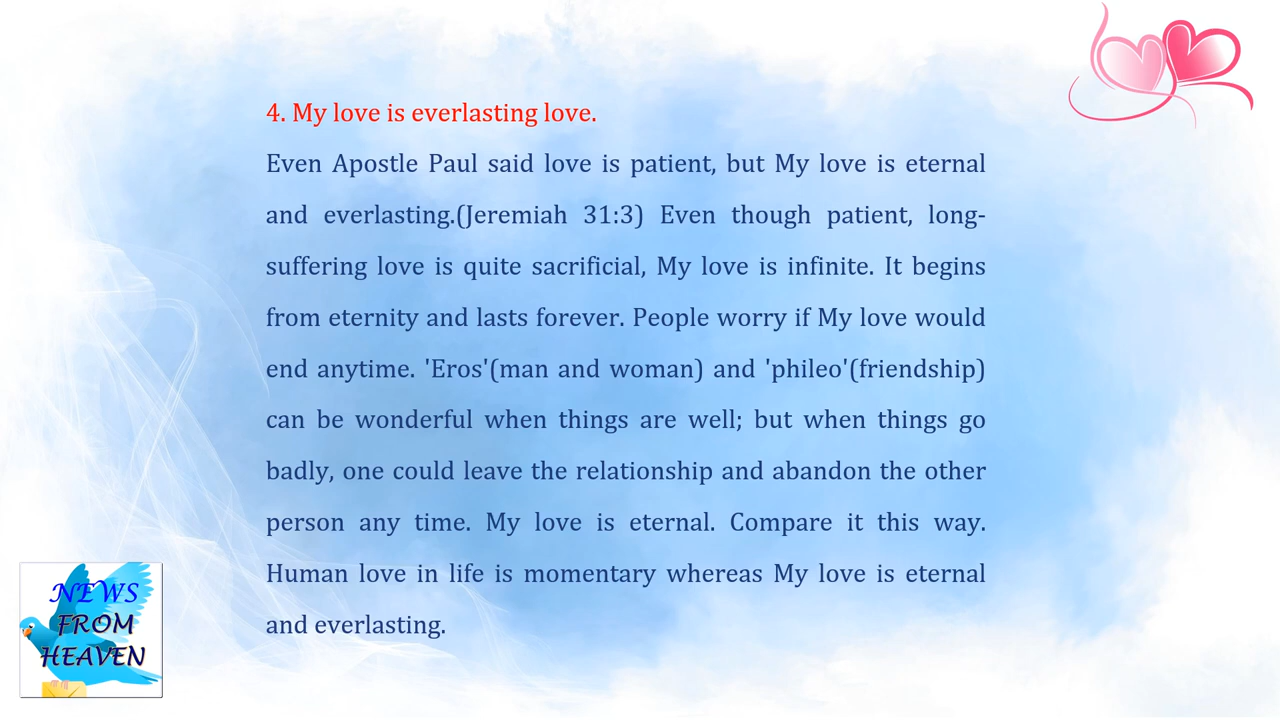 4. My love is everlasting love.
Even Apostle Paul said love is patient, but My love is eternal
and everlasting.(Jeremiah 31:3) Even though patient, long-
suffering love is quite sacrificial, My love is infinite. It begins
from eternity and lasts forever. People worry if My love would
end anytime. 'Eros'(man and woman) and 'phileo'(friendship)
can be wonderful when things are well; but when things go
badly, one could leave the relationship and abandon the other
person any time. My love is eternal. Compare it this way.
Human love in life is momentary whereas My love is eternal
and everlasting.
NEWS
FROM
HEAVEN